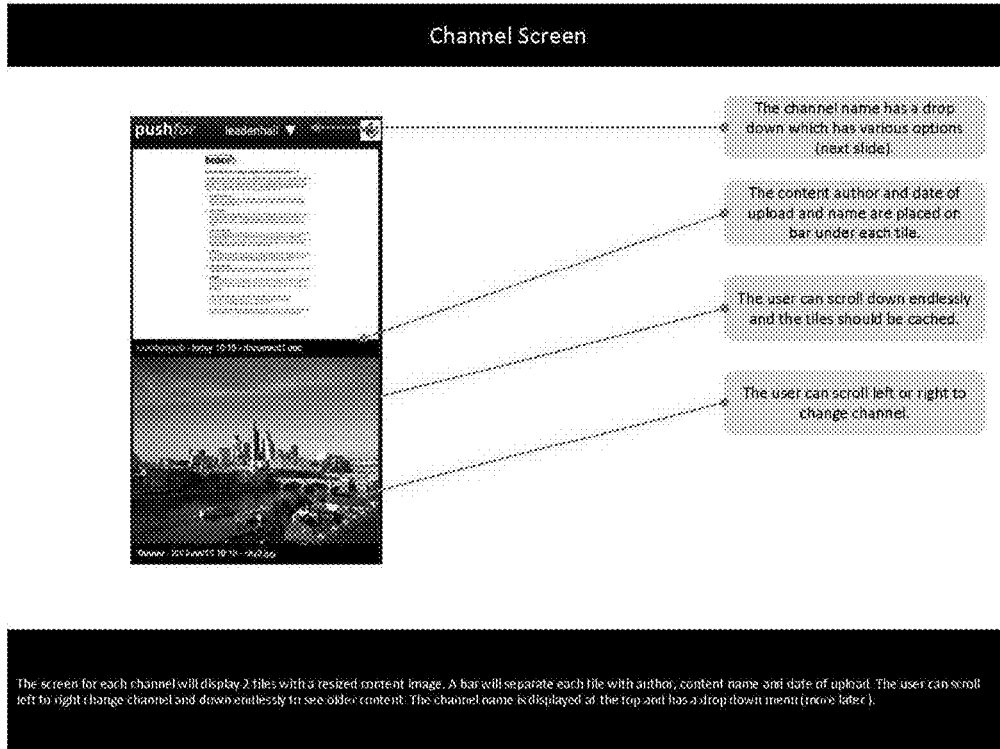 Channel Screen
pushfor leadenhall ▼
The channel name has a drop
down which has various options
(next slide)
The content author and date of
upload and name are placed on
bar under each tile.
The user can scroll down endlessly
and the tiles should be cached.
The user can scroll left or right to
change channel.
The screen for each channel will display 2 tiles with a resized content image. A bar will separate each tile with author, content name and date of upload. The user can scroll
left to right change channel and down endlessly to see older content. The channel name is displayed at the top and has a drop down menu (more later).